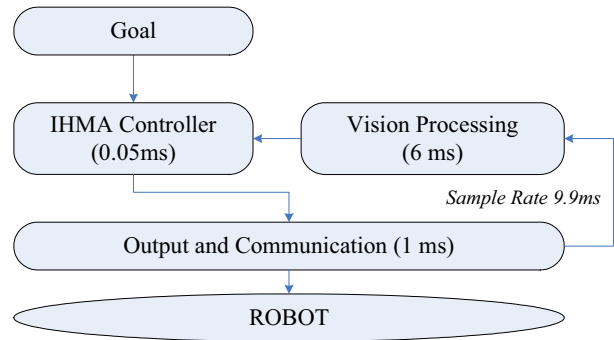 Goal
IHMA Controller
(0.05ms)
Vision Processing
(6 ms)
Sample Rate 9.9ms
Output and Communication (1 ms)
ROBOT